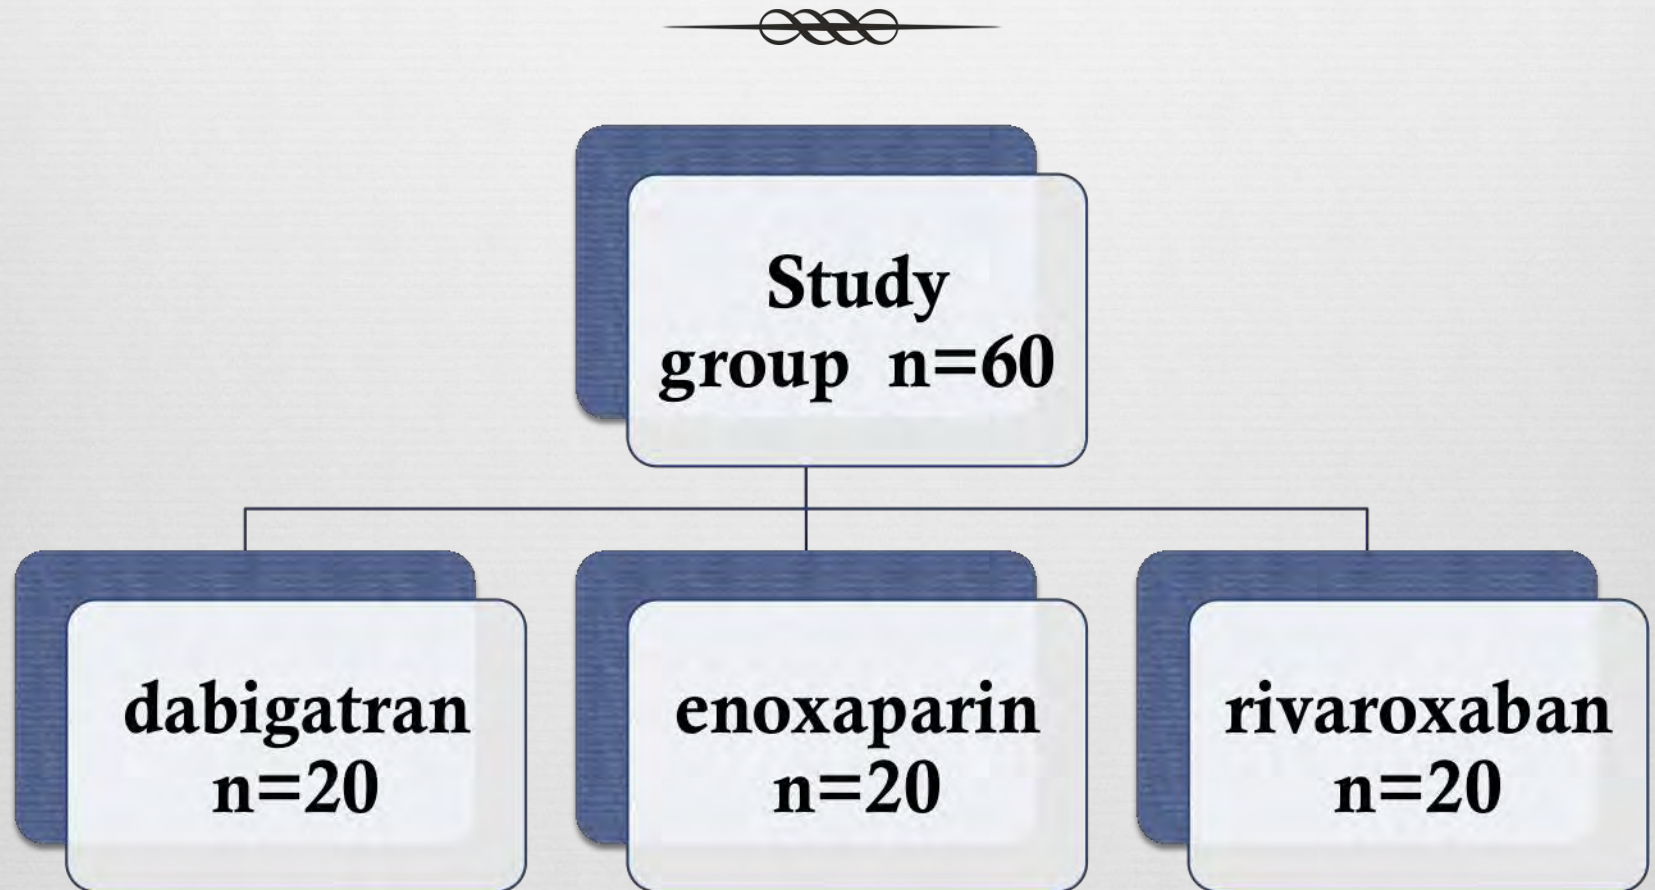 Study
group n=60
dabigatran
n=20
enoxaparin
n=20
rivaroxaban
n=20